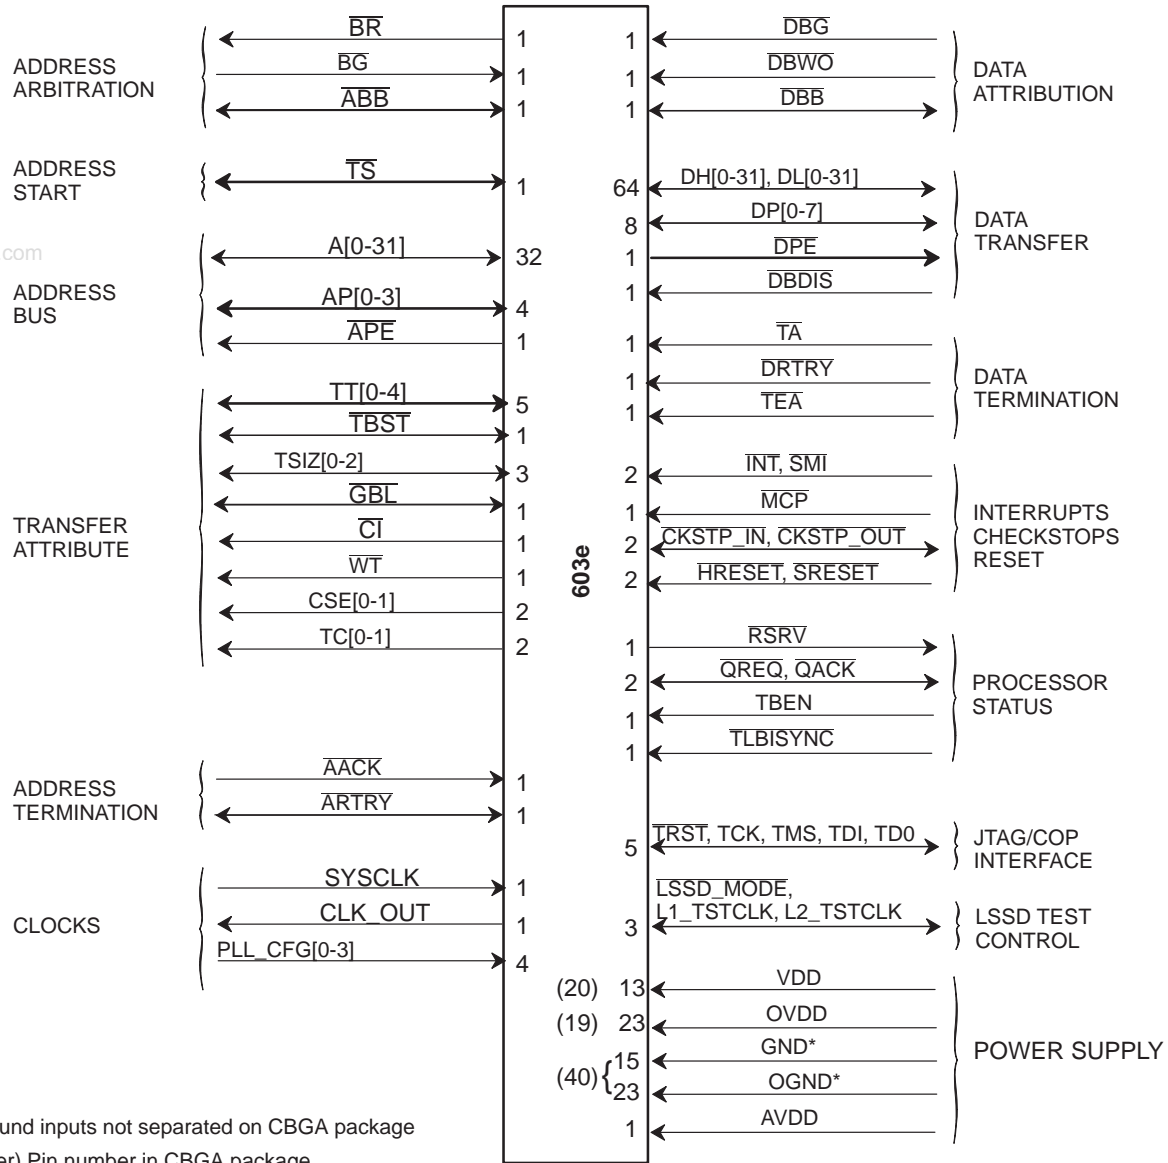 ADDRESS
ARBITRATION
BR 1
BG 1
ABB 1
ADDRESS
START
TS 1
com
ADDRESS
BUS
A[0-31] 32
AP[0-3] 4
APE 1
TRANSFER
ATTRIBUTE
TT[0-4] 5
TBST 1
TSIZ[0-2] 3
GBL 1
CI 1
WT 1
CSE[0-1] 2
TC[0-1] 2
ADDRESS
TERMINATION
AACK 1
ARTRY 1
CLOCKS
SYSCLK 1
CLK_OUT 1
PLL_CFG[0-3] 4
603e
1 DBG
1 DBWO
1 DBB
DATA
ATTRIBUTION
64 DH[0-31], DL[0-31]
8 DP[0-7]
1 DPE
1 DBDIS
DATA
TRANSFER
1 TA
1 DRTRY
1 TEA
DATA
TERMINATION
2 INT, SMI
1 MCP
2 CKSTP_IN, CKSTP_OUT
2 HRESET, SRESET
INTERRUPTS
CHECKSTOPS
RESET
1 RSRV
2 QREQ, QACK
1 TBEN
1 TLBISYNC
PROCESSOR
STATUS
5 TRST, TCK, TMS, TDI, TD0
JTAG/COP
INTERFACE
LSSD_MODE,
3 L1_TSTCLK, L2_TSTCLK
LSSD TEST
CONTROL
(20) 13 VDD
(19) 23 OVDD
(40) { 15 GND*
23 OGND*
1 AVDD
POWER SUPPLY
und inputs not separated on CBGA package
er) Pin number in CBGA package